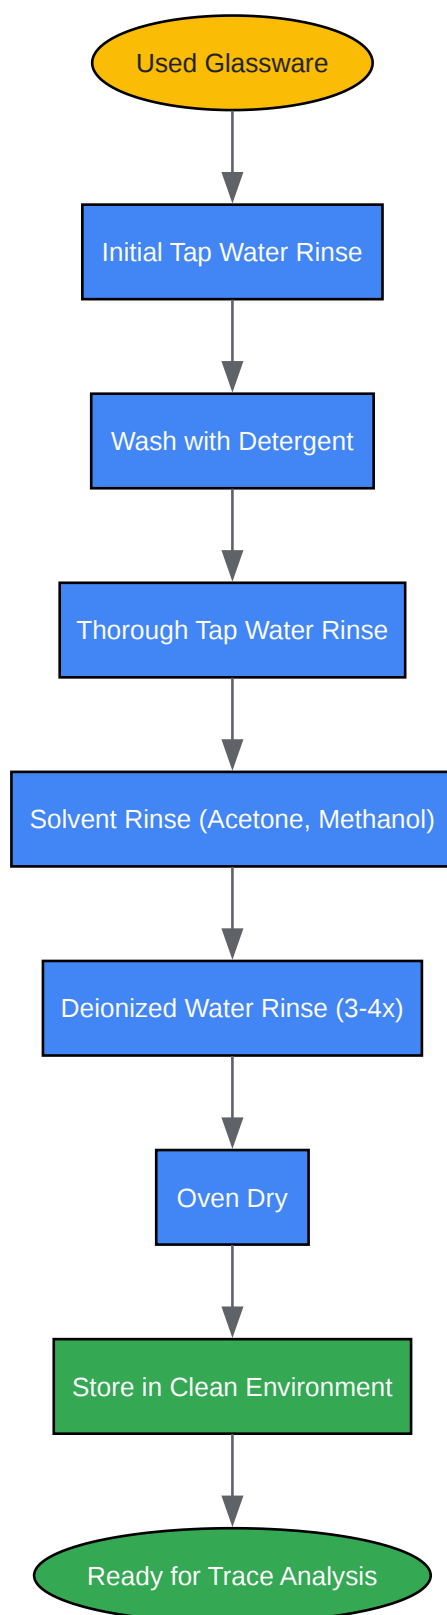 Used Glassware
Initial Tap Water Rinse
Wash with Detergent
Thorough Tap Water Rinse
Solvent Rinse (Acetone, Methanol)
Deionized Water Rinse (3-4x)
Oven Dry
Store in Clean Environment
Ready for Trace Analysis